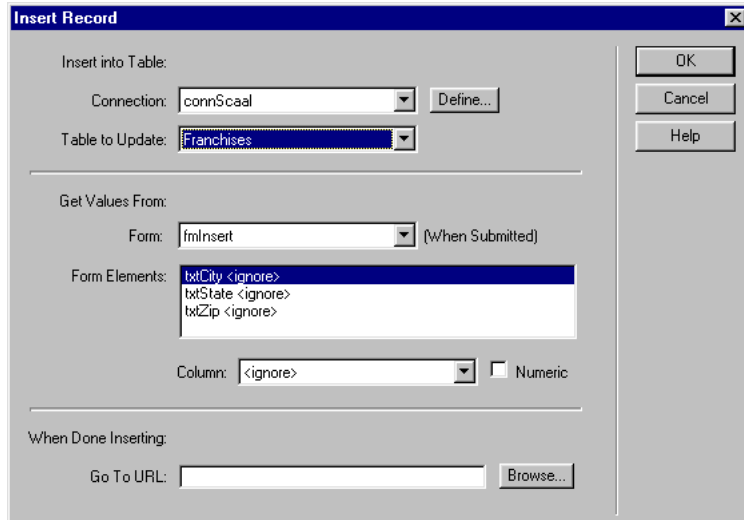 Insert Record
Insert into Table:
OK
Connection: connScaal Define...
Cancel
Table to Update: Franchises
Help
Get Values From:
Form: fmInsert (When Submitted)
Form Elements: txtCity <ignore>
txtState <ignore>
txtZip <ignore>
Column: <ignore> Numeric
When Done Inserting:
Go To URL: Browse...